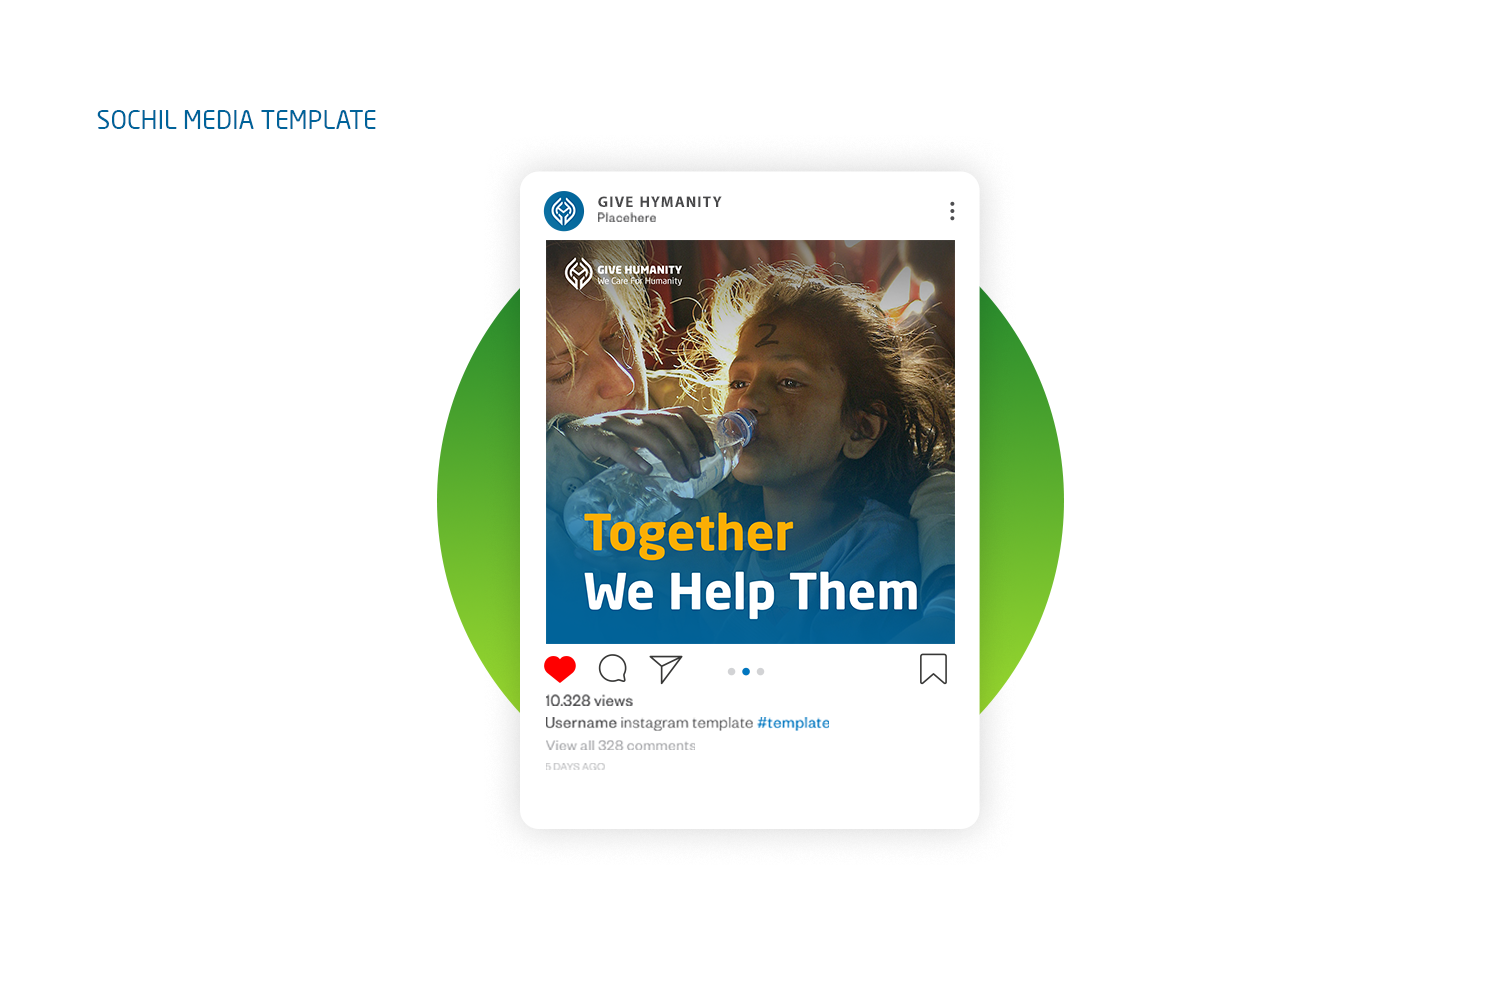 SOCHIL MEDIA TEMPLATE
GIVE HYMANITY
Placehere
GIVE HUMANITY
We Care For Humanity
2
Together
We Help Them
10.328 views
Username instagram template #template
View all 328 comments
5 DAYS AGO